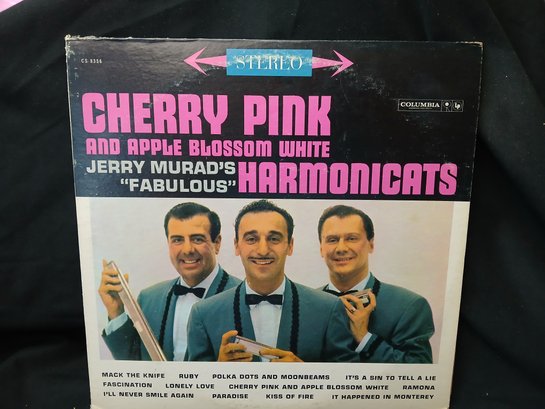 CS 8356
STEREO
CHERRY PINK
AND APPLE BLOSSOM WHITE
COLUMBIA
JERRY MURAD'S
"FABULOUS" HARMONICATS
MACK THE KNIFE RUBY POLKA DOTS AND MOONBEAMS IT'S A SIN TO TELL A LIE
FASCINATION LONELY LOVE CHERRY PINK AND APPLE BLOSSOM WHITE RAMONA
I'LL NEVER SMILE AGAIN PARADISE KISS OF FIRE IT HAPPENED IN MONTEREY